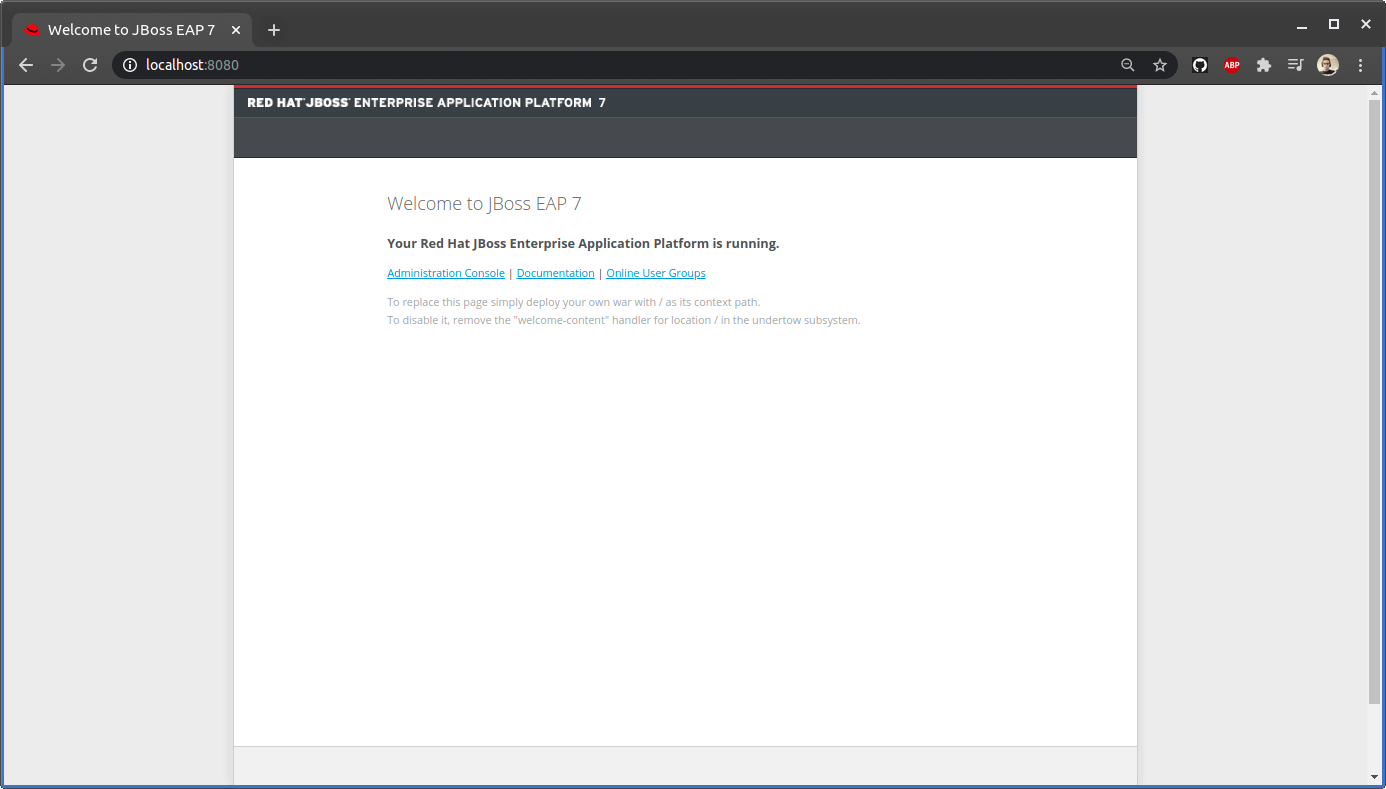 Welcome to JBoss EAP 7
localhost:8080
ABP
RED HAT® JBOSS® ENTERPRISE APPLICATION PLATFORM 7
Welcome to JBoss EAP 7
Your Red Hat JBoss Enterprise Application Platform is running.
Administration Console | Documentation | Online User Groups
To replace this page simply deploy your own war with / as its context path.
To disable it, remove the "welcome-content" handler for location / in the undertow subsystem.